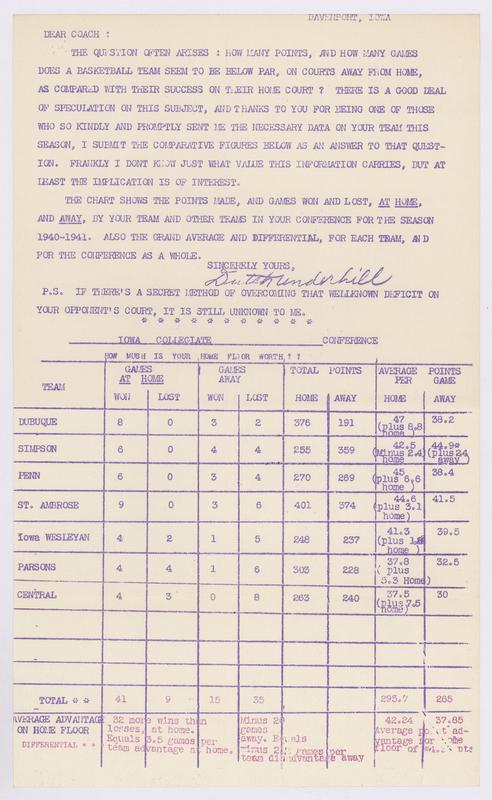 DAVENPORT, IOWA
DEAR COACH :
THE QUESTION OFTEN ARISES : HOW MANY POINTS, AND HOW MANY GAMES
DOES A BASKETBALL TEAM SEEM TO BE BELOW PAR, ON COURTS AWAY FROM HOME,
AS COMPARED WITH THEIR SUCCESS ON THEIR HOME COURT ? THERE IS A GOOD DEAL
OF SPECULATION ON THIS SUBJECT, AND THANKS TO YOU FOR BEING ONE OF THOSE
WHO SO KINDLY AND PROMPTLY SENT ME THE NECESSARY DATA ON YOUR TEAM THIS
SEASON, I SUBMIT THE COMPARATIVE FIGURES BELOW AS AN ANSWER TO THAT QUEST-
ION. FRANKLY I DONT KNOW JUST WHAT VALUE THIS INFORMATION CARRIES, BUT AT
LEAST THE IMPLICATION IS OF INTEREST.
THE CHART SHOWS THE POINTS MADE, AND GAMES WON AND LOST, AT HOME,
AND AWAY, BY YOUR TEAM AND OTHER TEAMS IN YOUR CONFERENCE FOR THE SEASON
1940-1941. ALSO THE GRAND AVERAGE AND DIFFERENTIAL, FOR EACH TEAM, AND
FOR THE CONFERENCE AS A WHOLE.
SINCERELY YOURS,
Dutch Underhill
P.S. IF THERE'S A SECRET METHOD OF OVERCOMING THAT WELLKNOWN DEFICIT ON
YOUR OPPONENT'S COURT, IT IS STILL UNKNOWN TO ME.
* * * * * * * * * * *
IOWA COLLEGIATE CONFERENCE
HOW MUSH IS YOUR HOME FLOOR WORTH, ? ?
TEAM GAMES AT HOME GAMES AWAY TOTAL POINTS AVERAGE PER POINTS GAME
WON LOST WON LOST HOME AWAY HOME AWAY
DUBUQUE 8 0 3 2 376 191 47 (plus 8.8 home ) 38.2
SIMPSON 6 0 4 4 255 359 42.5 (Minus 2.4) 44.9* (plus 2.4 away )
PENN 6 0 3 4 270 269 45 (plus 6.6 home ) 38.4
ST. AMBROSE 9 0 3 6 401 374 44.6 (plus 3.1 home) 41.5
Iowa WESLEYAN 4 2 1 5 248 237 41.3 (plus home ) 39.5
PARSONS 4 4 1 6 303 228 37.8 ( plus 5.3 Home) 32.5
CENTRAL 4 3 0 8 263 240 37.5 (plus 7.5 home) 30
TOTAL * * 41 9 15 35 295.7 265
AVERAGE ADVANTAGE ON HOME FLOOR
DIFFERENTIAL * *
32 more wins than
losses, at home.
Equals 3.5 games per
team advantage at home.
Minus 20
games
away. Equals
minus games per
team disadvantage away
42.24 37.85
Average point ad-
vantage for home
floor of pts